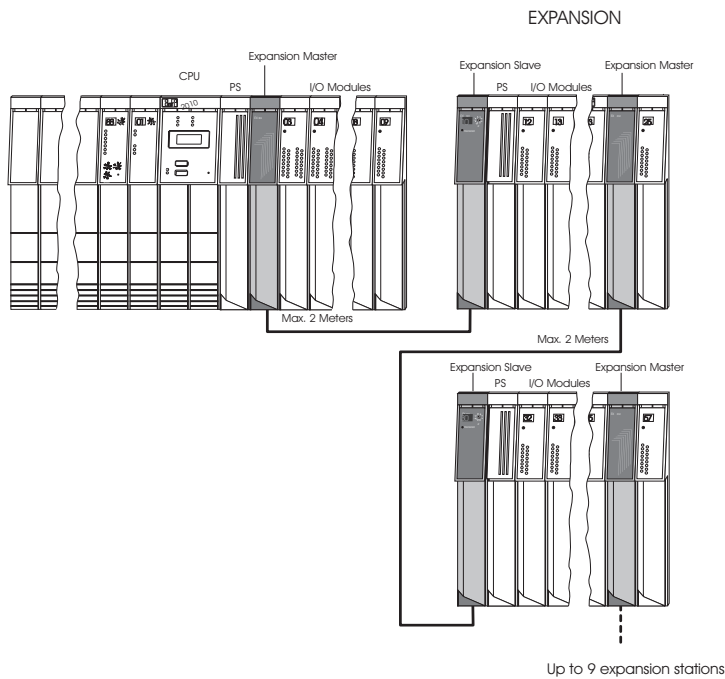 EXPANSION
Expansion Master
CPU
PS
I/O Modules
2010
Expansion Slave
PS
I/O Modules
Expansion Master
Max. 2 Meters
Max. 2 Meters
Expansion Slave
PS
I/O Modules
Expansion Master
Up to 9 expansion stations